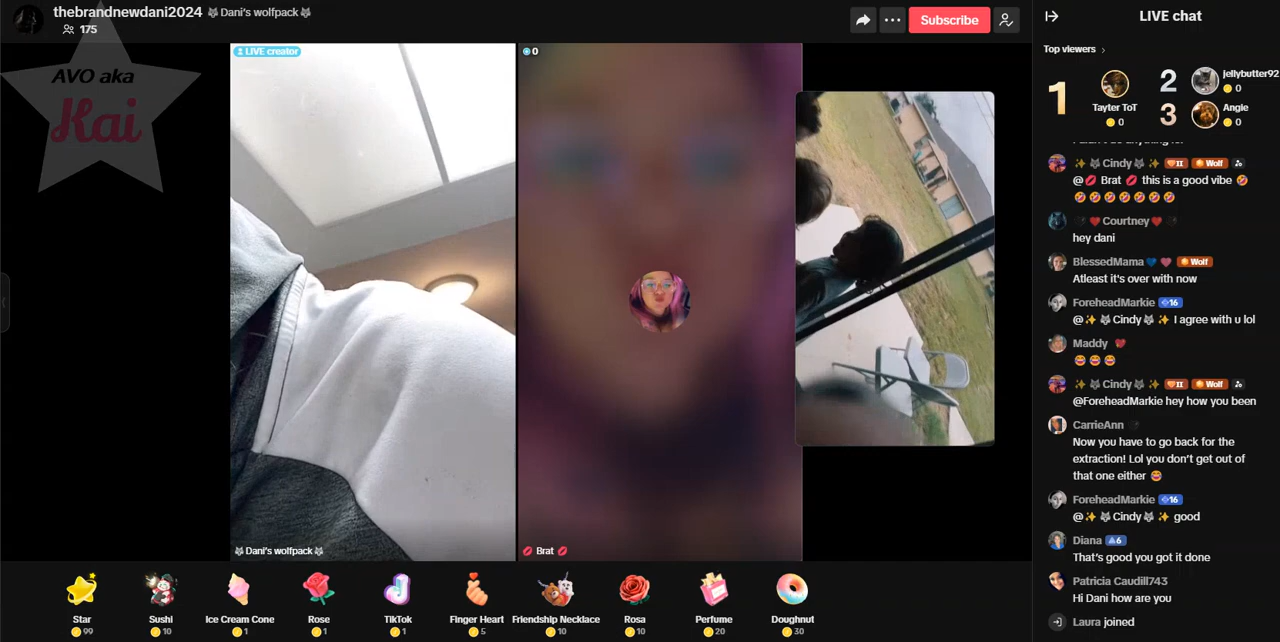 thebrandnewdani2024 🐺Dani's wolfpack🐺
175
Subscribe
AVO aka
Kai
LIVE creator
0
🐺Dani's wolfpack🐺
💋 Brat 💋
Star
99
Sushi
10
Ice Cream Cone
1
Rose
1
TikTok
1
Finger Heart
5
Friendship Necklace
10
Rosa
10
Perfume
20
Doughnut
30
LIVE chat
Top viewers
1
Tayter ToT
0
2
jellybutter92
0
3
Angie
0
✨🐺Cindy🐺✨ II Wolf
@💋 Brat 💋 this is a good vibe 🤣
🤣🤣🤣🤣🤣🤣🤣
❤️Courtney❤️
hey dani
BlessedMama💙💗 Wolf
Atleast it's over with now
ForeheadMarkie 16
@✨🐺Cindy🐺✨ I agree with u lol
Maddy
😂😂😂
✨🐺Cindy🐺✨ II Wolf
@ForeheadMarkie hey how you been
CarrieAnn
Now you have to go back for the
extraction! Lol you don't get out of
that one either 😂
ForeheadMarkie 16
@✨🐺Cindy🐺✨ good
Diana 6
That's good you got it done
Patricia Caudill743
Hi Dani how are you
Laura joined